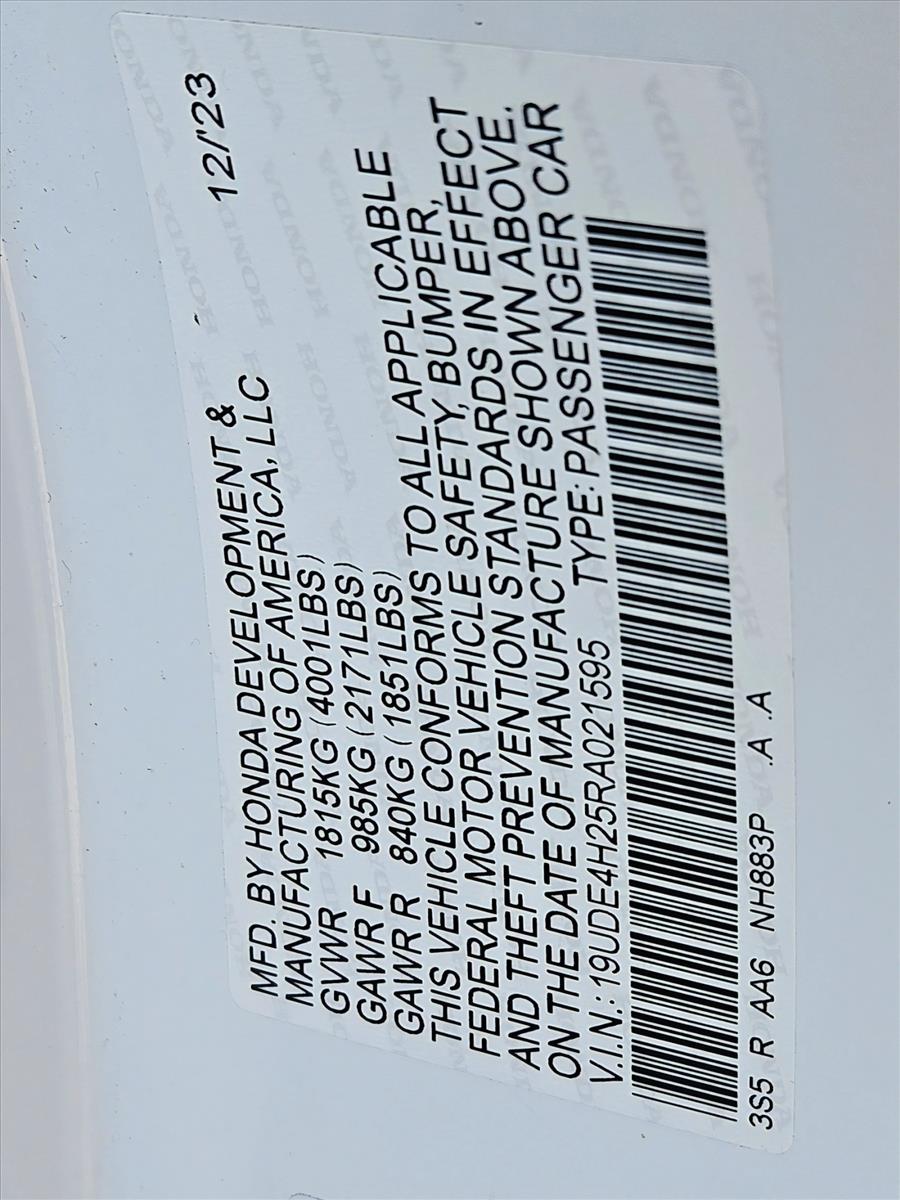 MFD. BY HONDA DEVELOPMENT & 12/'23
MANUFACTURING OF AMERICA, LLC
GVWR 1815KG (4001LBS)
GAWR F 985KG (2171LBS)
GAWR R 840KG (1851LBS)
THIS VEHICLE CONFORMS TO ALL APPLICABLE
FEDERAL MOTOR VEHICLE SAFETY, BUMPER,
AND THEFT PREVENTION STANDARDS IN EFFECT
ON THE DATE OF MANUFACTURE SHOWN ABOVE.
V.I.N.: 19UDE4H25RA021595 TYPE: PASSENGER CAR
3S5 R AA6 NH883P .A .A